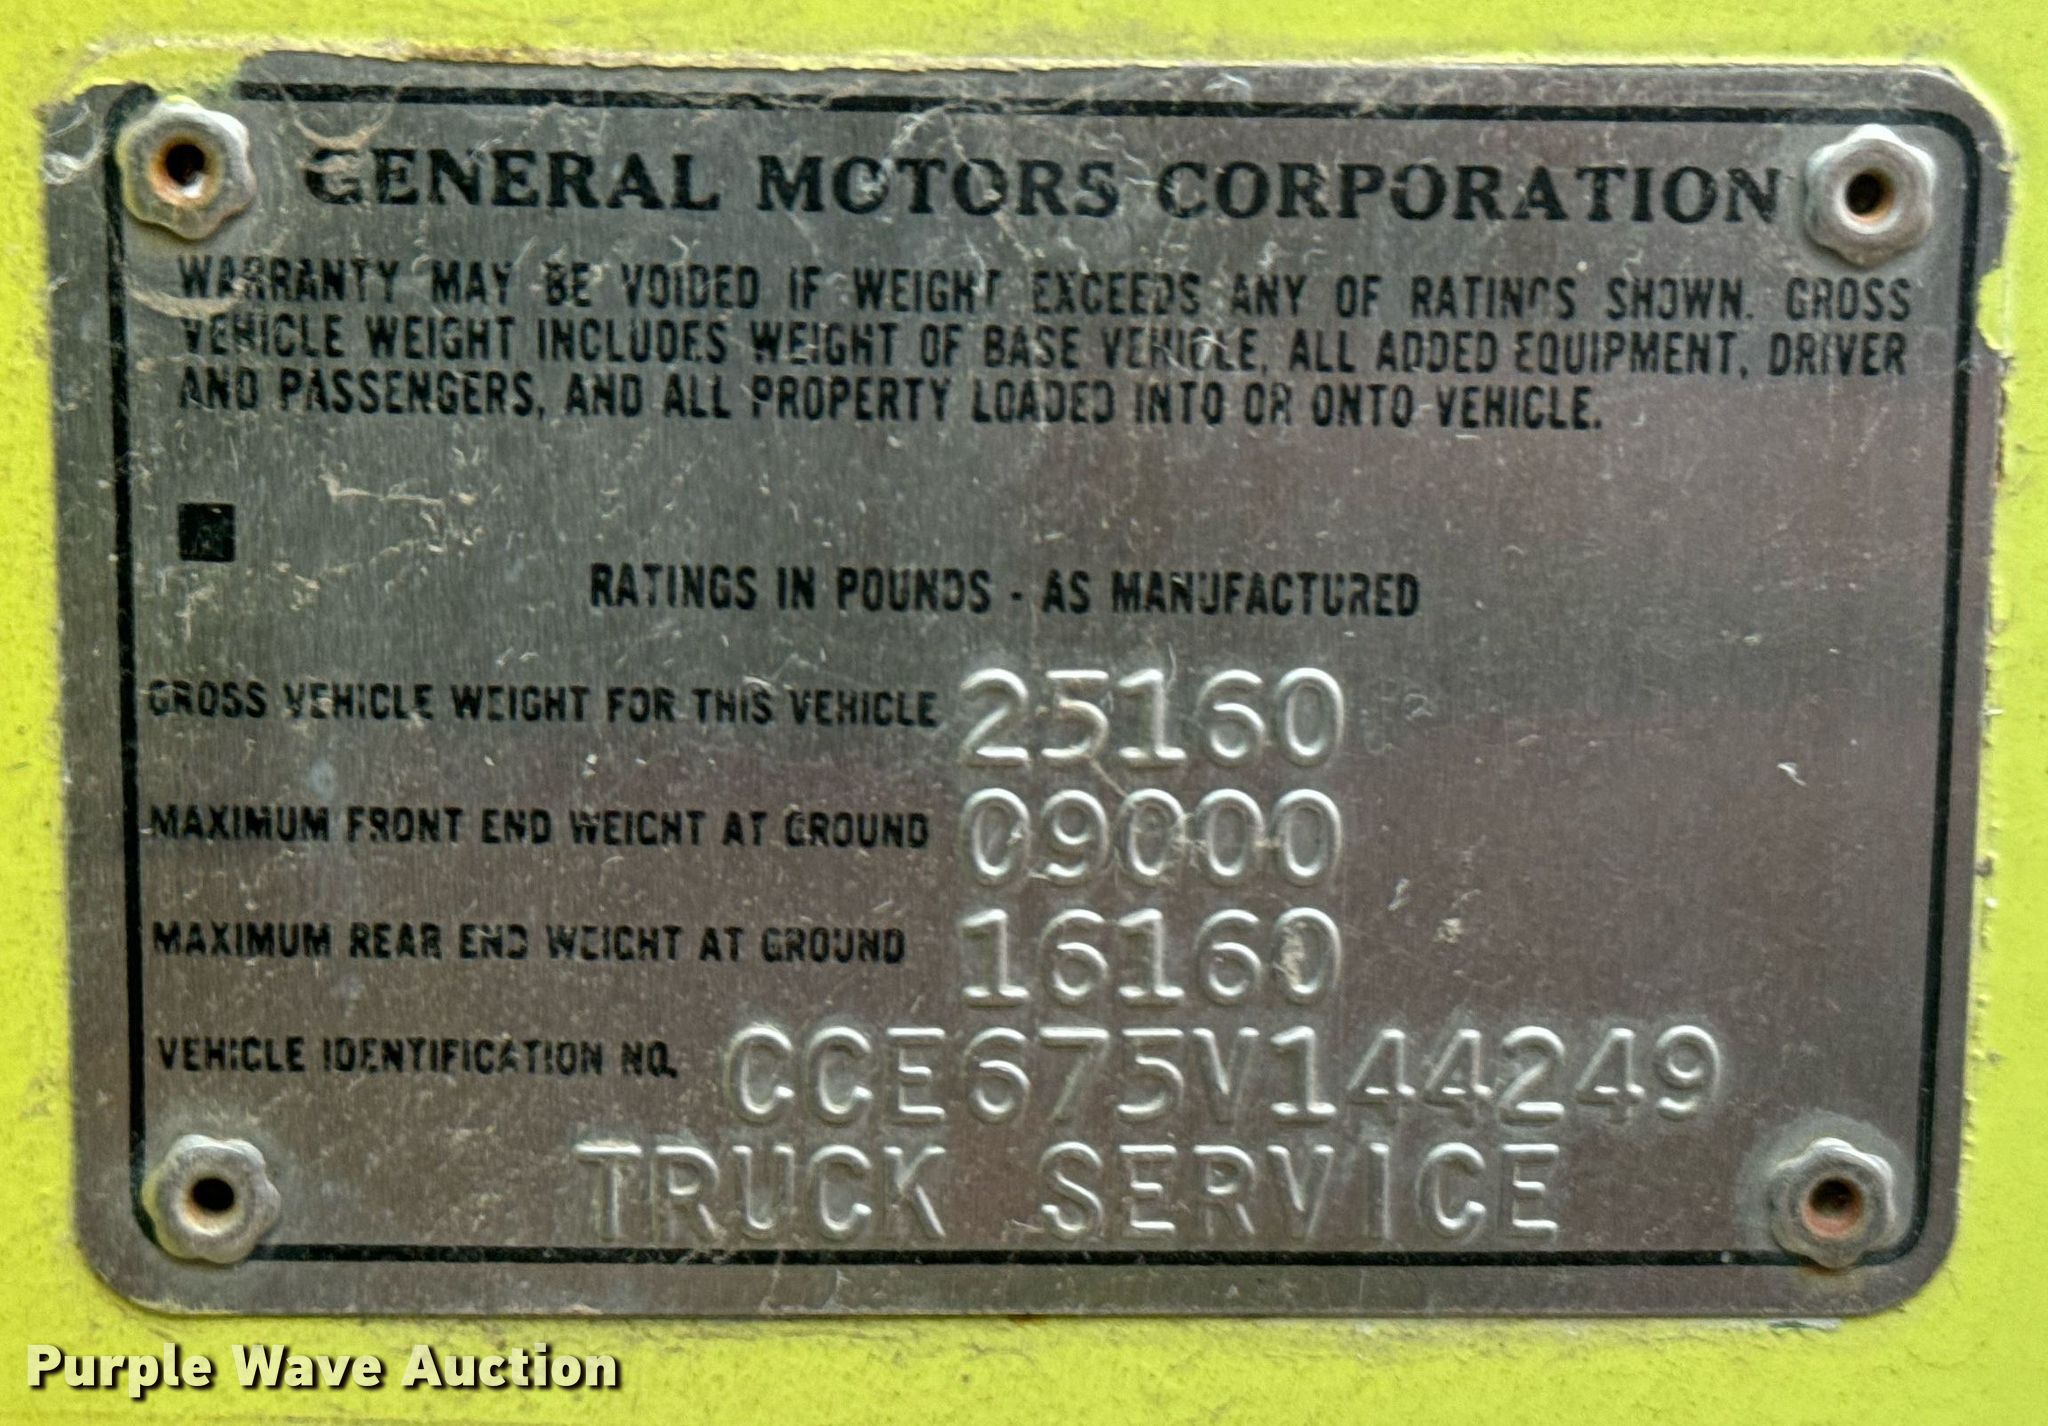 GENERAL MOTORS CORPORATION
WARRANTY MAY BE VOIDED IF WEIGHT EXCEEDS ANY OF RATINGS SHOWN. GROSS
VEHICLE WEIGHT INCLUDES WEIGHT OF BASE VEHICLE, ALL ADDED EQUIPMENT, DRIVER
AND PASSENGERS, AND ALL PROPERTY LOADED INTO OR ONTO VEHICLE.
RATINGS IN POUNDS - AS MANUFACTURED
GROSS VEHICLE WEIGHT FOR THIS VEHICLE 25160
MAXIMUM FRONT END WEIGHT AT GROUND 09000
MAXIMUM REAR END WEIGHT AT GROUND 16160
VEHICLE IDENTIFICATION NO. CCE675V144249
TRUCK SERVICE
Purple Wave Auction